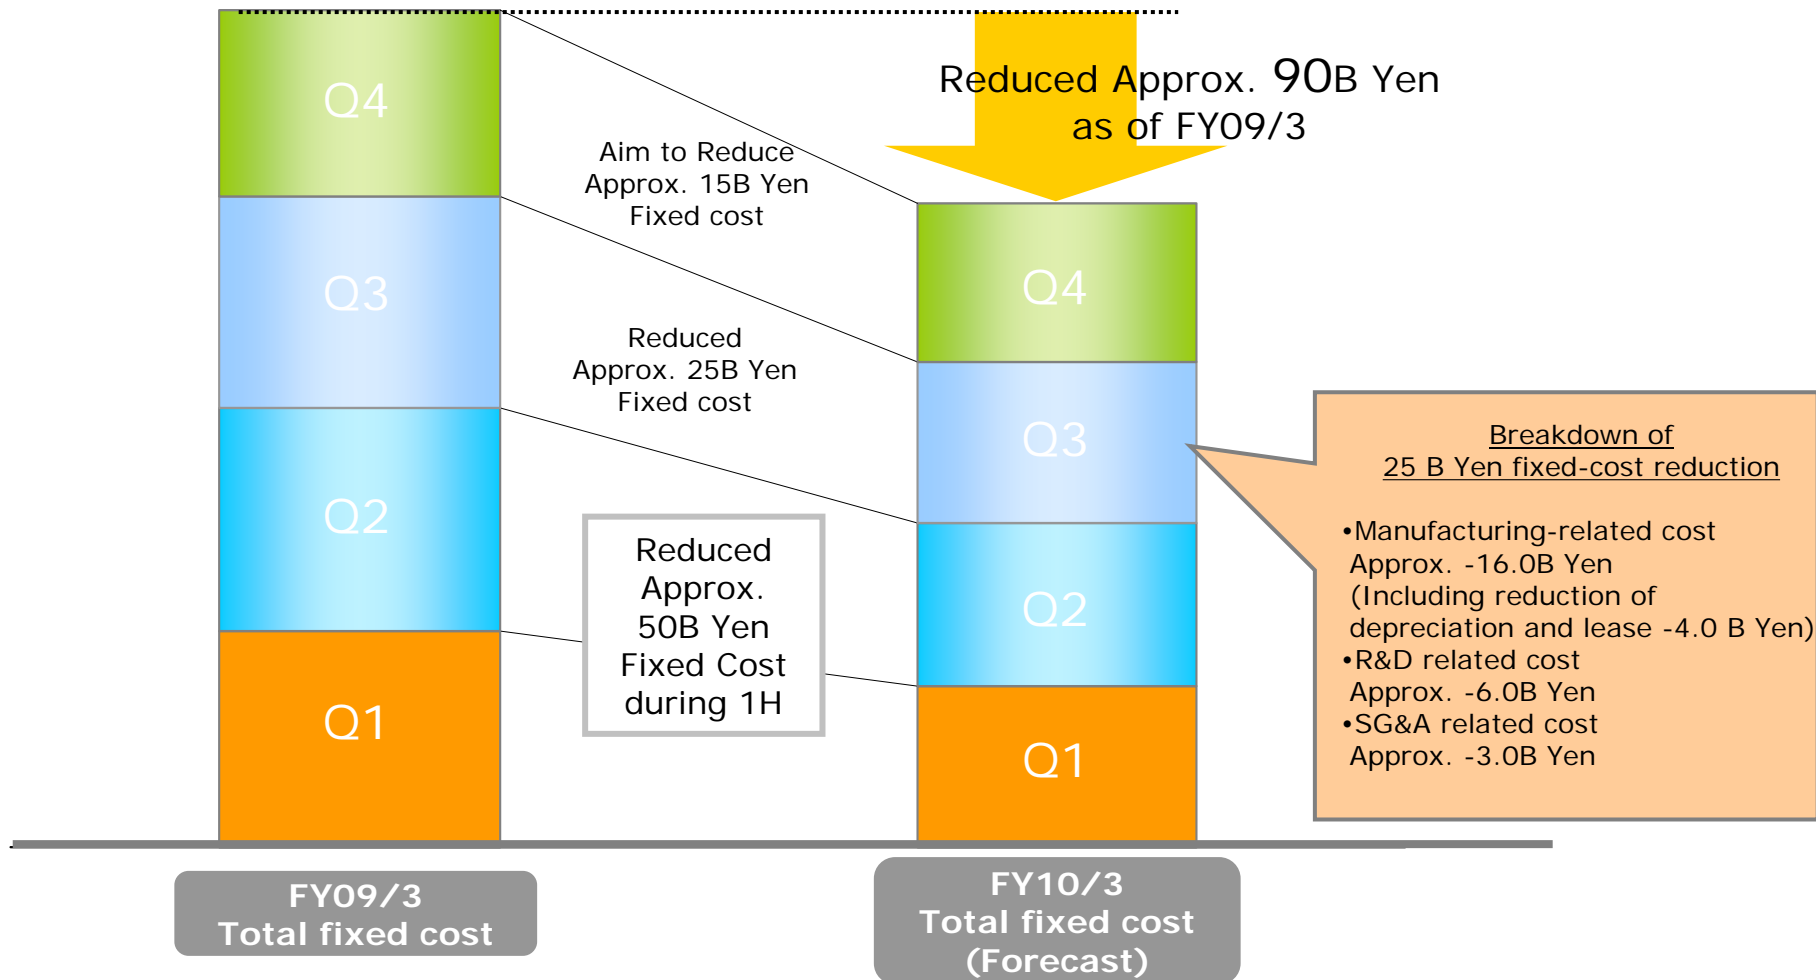 Q4
Q3
Q2
Q1
Aim to Reduce
Approx. 15B Yen
Fixed cost
Reduced
Approx. 25B Yen
Fixed cost
Reduced
Approx.
50B Yen
Fixed Cost
during 1H
Reduced Approx. 90B Yen
as of FY09/3
Q4
Q3
Q2
Q1
Breakdown of
25 B Yen fixed-cost reduction
•Manufacturing-related cost
Approx. -16.0B Yen
(Including reduction of
depreciation and lease -4.0 B Yen)
•R&D related cost
Approx. -6.0B Yen
•SG&A related cost
Approx. -3.0B Yen
FY09/3
Total fixed cost
FY10/3
Total fixed cost
(Forecast)